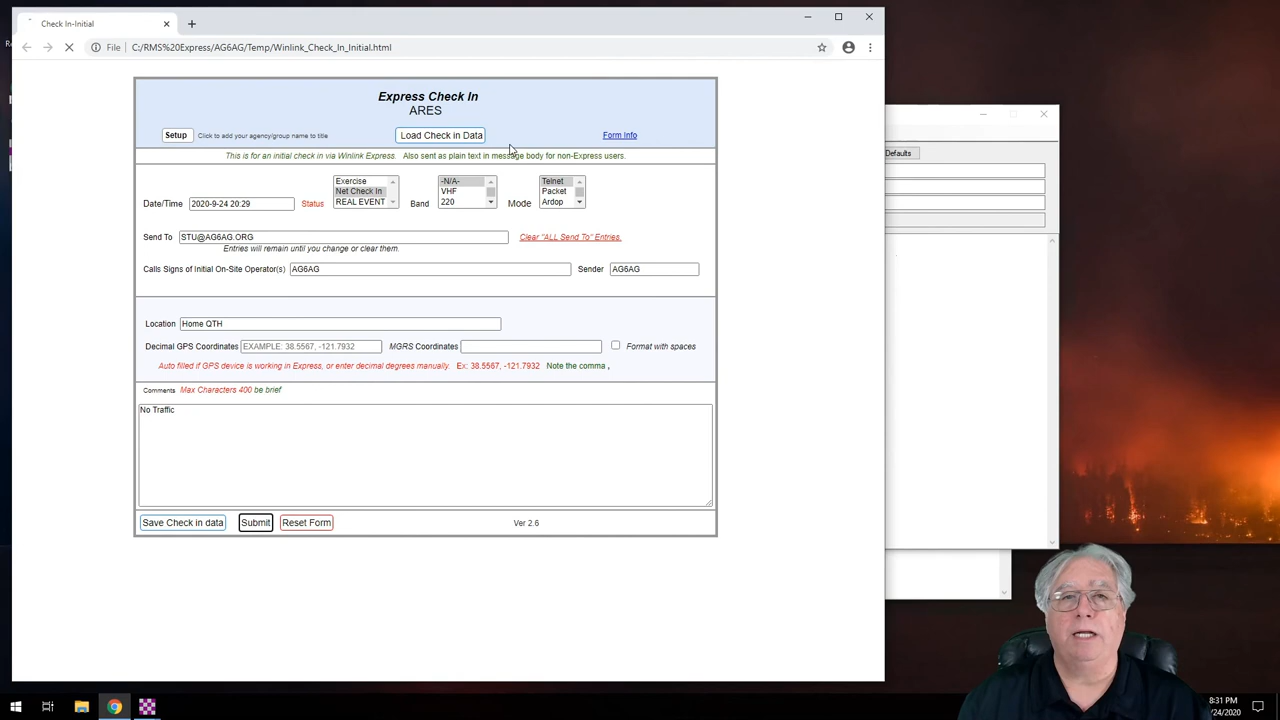 Check In-Initial
File C:/RMS%20Express/AG6AG/Temp/Winlink_Check_In_Initial.html
Express Check In
ARES
Setup Click to add your agency/group name to title Load Check in Data Form Info
Defaults
This is for an initial check in via Winlink Express. Also sent as plain text in message body for non-Express users.
Exercise -N/A- Telnet
Net Check In VHF Packet
REAL EVENT 220 Ardop
Date/Time 2020-9-24 20:29 Status Band Mode
Send To STU@AG6AG.ORG Clear "ALL Send To" Entries.
Entries will remain until you change or clear them.
Calls Signs of Initial On-Site Operator(s) AG6AG Sender AG6AG
Location Home QTH
Decimal GPS Coordinates EXAMPLE: 38.5567, -121.7932 MGRS Coordinates Format with spaces
Auto filled if GPS device is working in Express, or enter decimal degrees manually. Ex: 38.5567, -121.7932 Note the comma ,
Comments Max Characters 400 be brief
No Traffic
Save Check in data Submit Reset Form Ver 2.6
8:31 PM
/24/2020